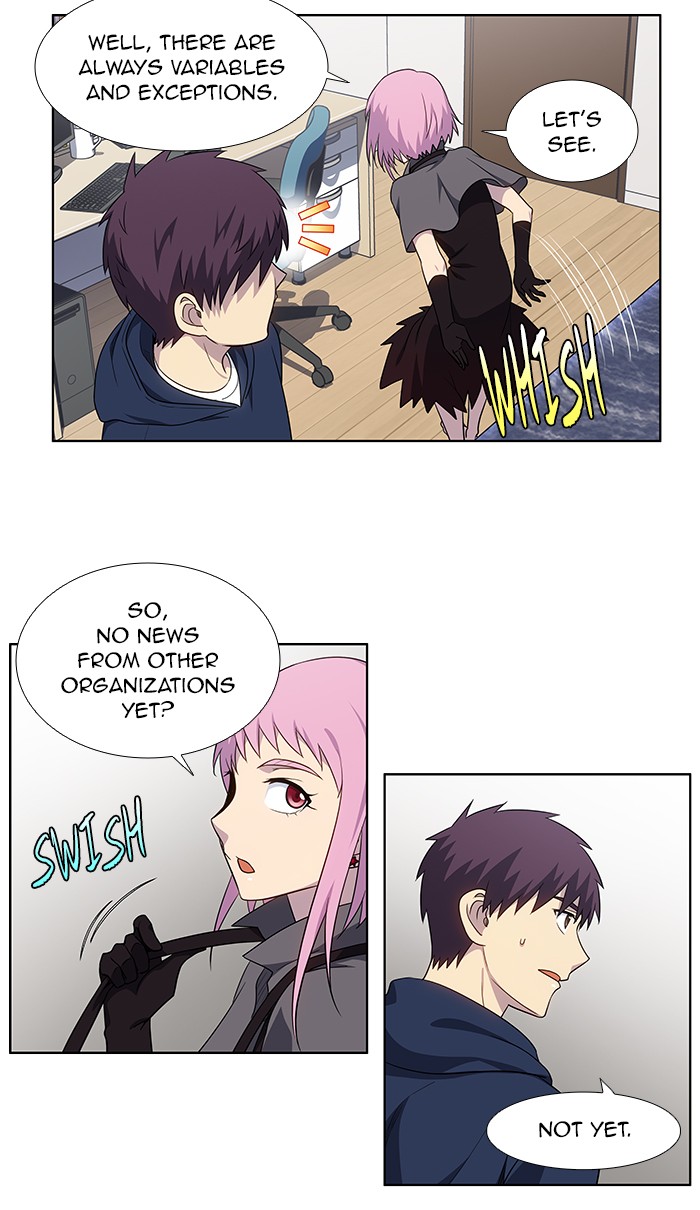 WELL, THERE ARE
ALWAYS VARIABLES
AND EXCEPTIONS.
LET'S
SEE.
WHISH
SO,
NO NEWS
FROM OTHER
ORGANIZATIONS
YET?
SWISH
NOT YET.